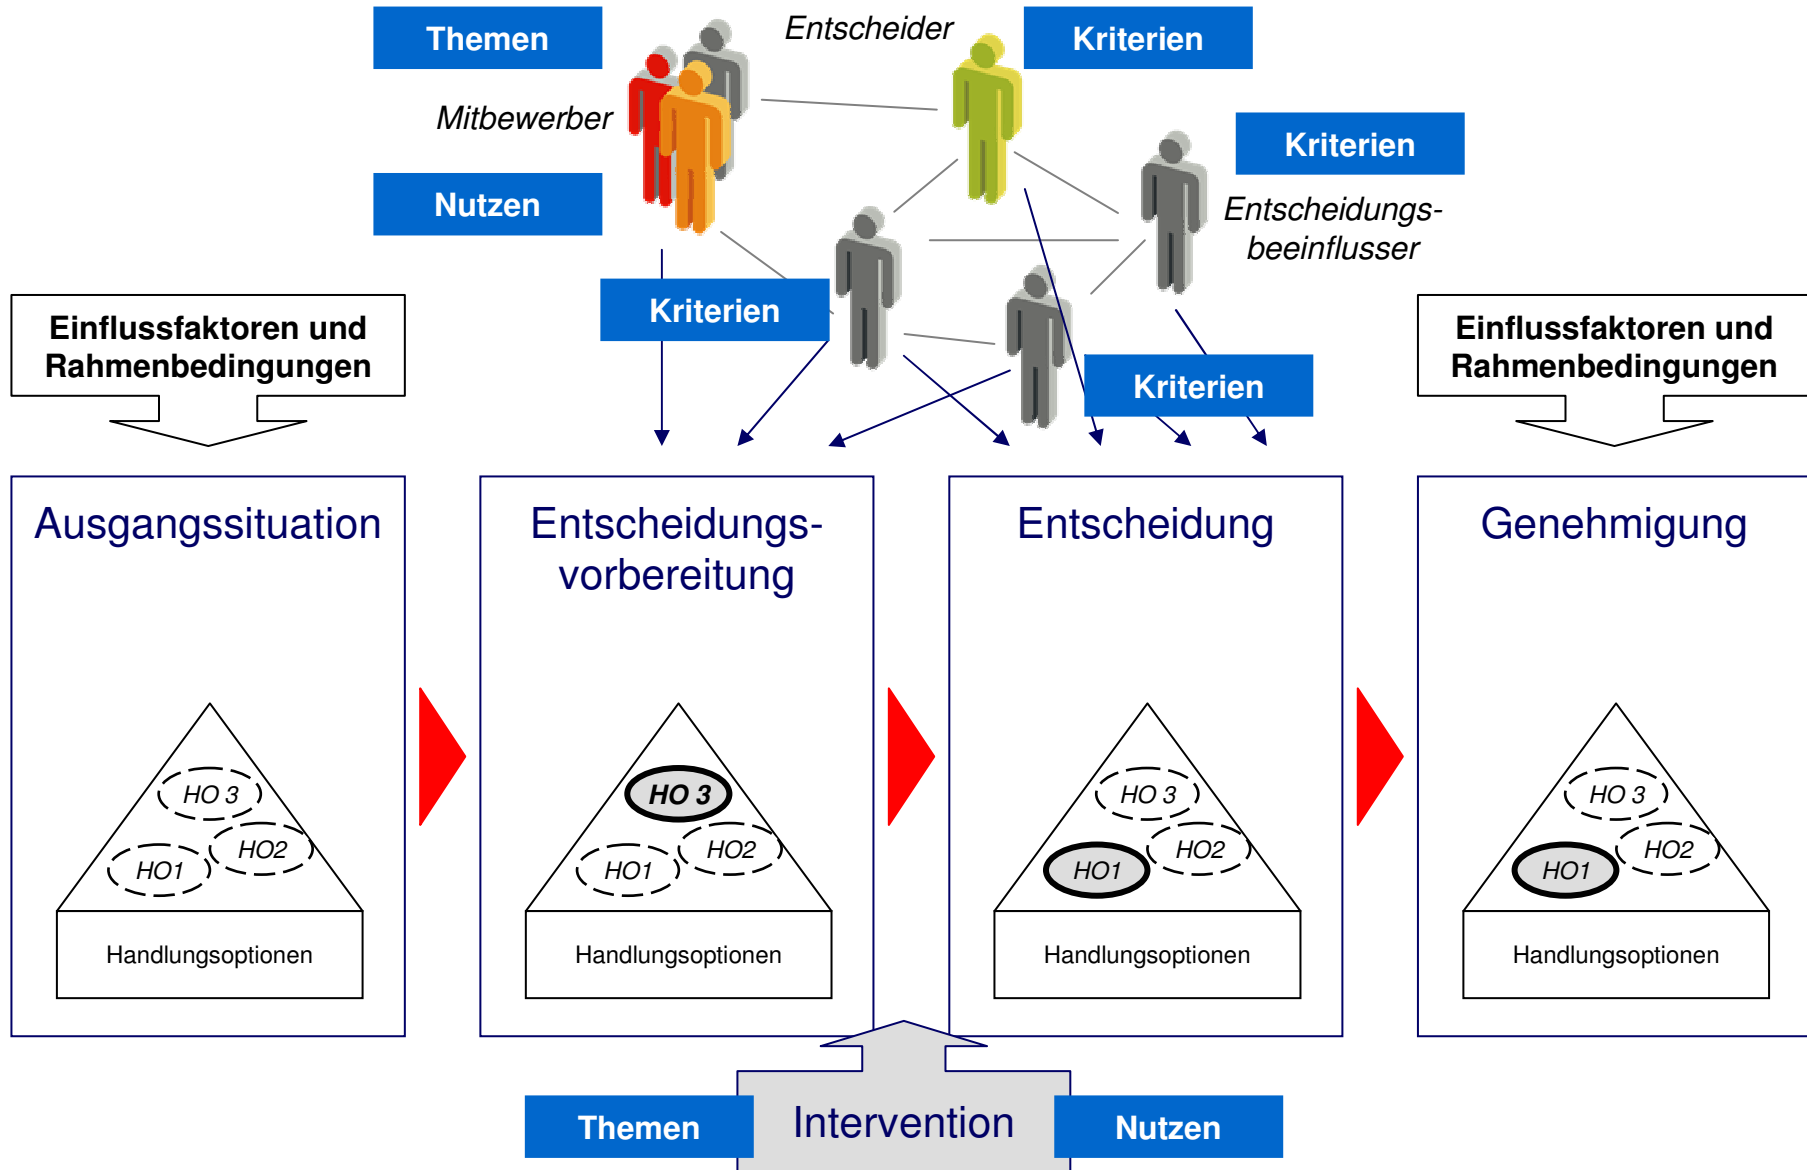 Themen
Entscheider
Kriterien
Mitbewerber
Kriterien
Nutzen
Entscheidungs-
beeinflusser
Kriterien
Kriterien
Einflussfaktoren und
Rahmenbedingungen
Einflussfaktoren und
Rahmenbedingungen
Ausgangssituation
HO 3
HO2
HO1
Handlungsoptionen
Entscheidungs-
vorbereitung
HO 3
HO2
HO1
Handlungsoptionen
Entscheidung
HO 3
HO2
HO1
Handlungsoptionen
Genehmigung
HO 3
HO2
HO1
Handlungsoptionen
Themen
Intervention
Nutzen